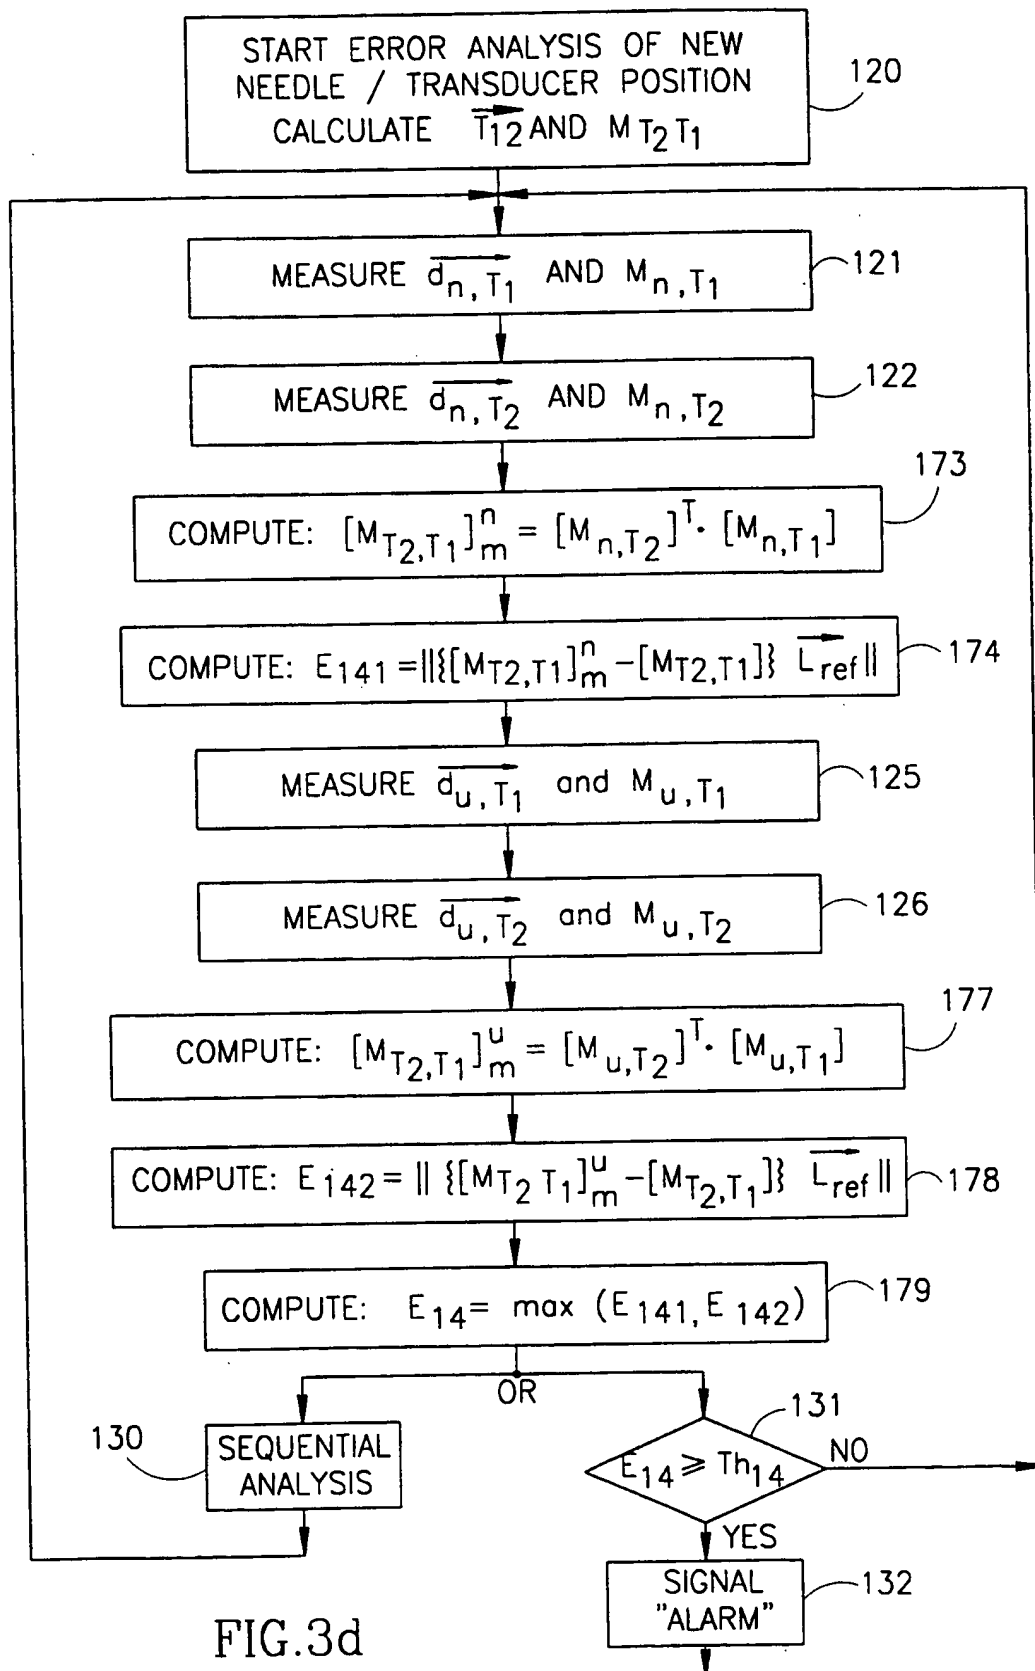 START ERROR ANALYSIS OF NEW
NEEDLE / TRANSDUCER POSITION
CALCULATE T12 AND M T2 T1
120
MEASURE dn, T1 AND Mn, T1
121
MEASURE dn, T2 AND Mn, T2
122
173
COMPUTE: [MT2,T1]nm = [Mn,T2]T· [Mn,T1]
COMPUTE: E141 =||{[MT2,T1]nm -[MT2,T1]} Lref ||
174
MEASURE du, T1 and Mu, T1
125
MEASURE du, T2 and Mu, T2
126
177
COMPUTE: [MT2,T1]um = [Mu,T2]T· [Mu,T1]
COMPUTE: E142 = || {[MT2 T1]um -[MT2,T1]} Lref ||
178
COMPUTE: E14 = max (E141, E142)
179
OR
130
SEQUENTIAL
ANALYSIS
131
E14 ⩾ Th14
NO
YES
SIGNAL
"ALARM"
132
FIG.3d